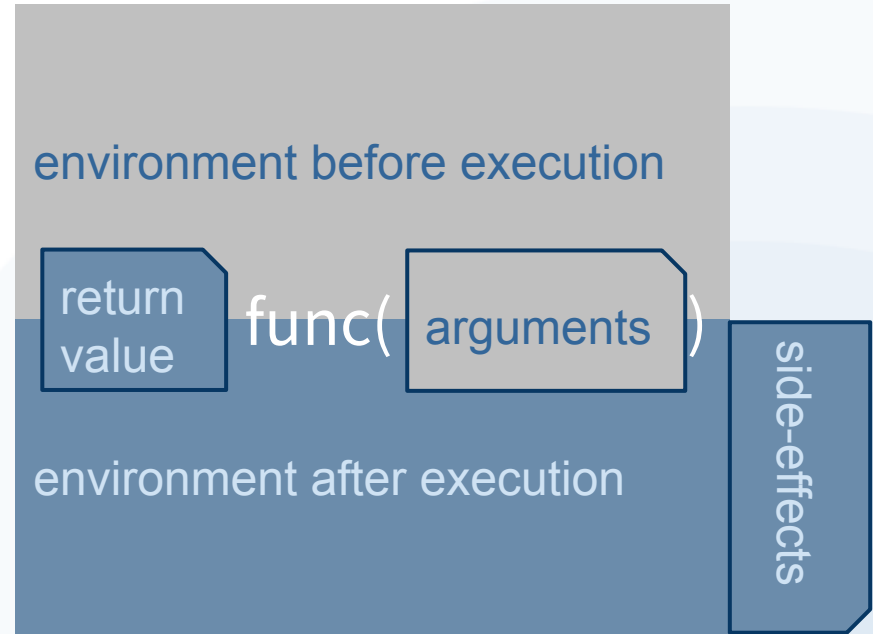 environment before execution
return
value
func(
arguments
)
environment after execution
side-effects